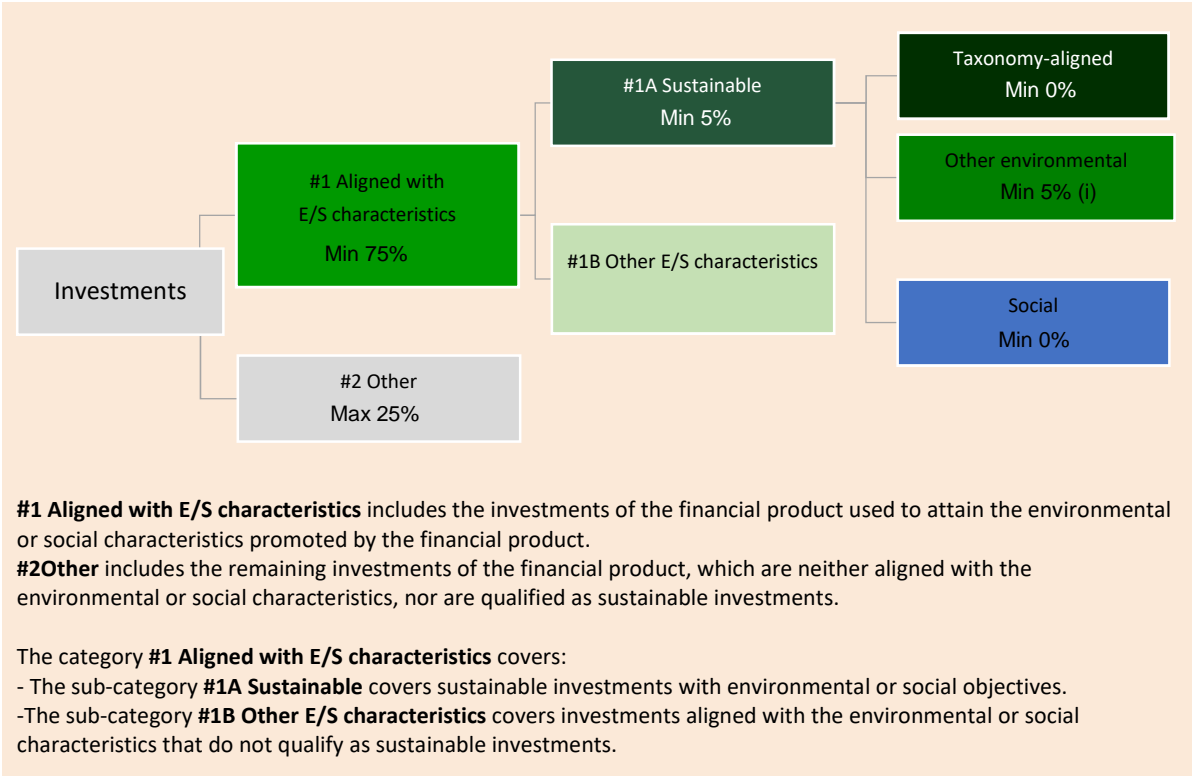 Investments
#1 Aligned with
E/S characteristics
Min 75%
#2 Other
Max 25%
#1A Sustainable
Min 5%
#1B Other E/S characteristics
Taxonomy-aligned
Min 0%
Other environmental
Min 5% (i)
Social
Min 0%
#1 Aligned with E/S characteristics includes the investments of the financial product used to attain the environmental
or social characteristics promoted by the financial product.
#2Other includes the remaining investments of the financial product, which are neither aligned with the
environmental or social characteristics, nor are qualified as sustainable investments.
The category #1 Aligned with E/S characteristics covers:
- The sub-category #1A Sustainable covers sustainable investments with environmental or social objectives.
-The sub-category #1B Other E/S characteristics covers investments aligned with the environmental or social
characteristics that do not qualify as sustainable investments.